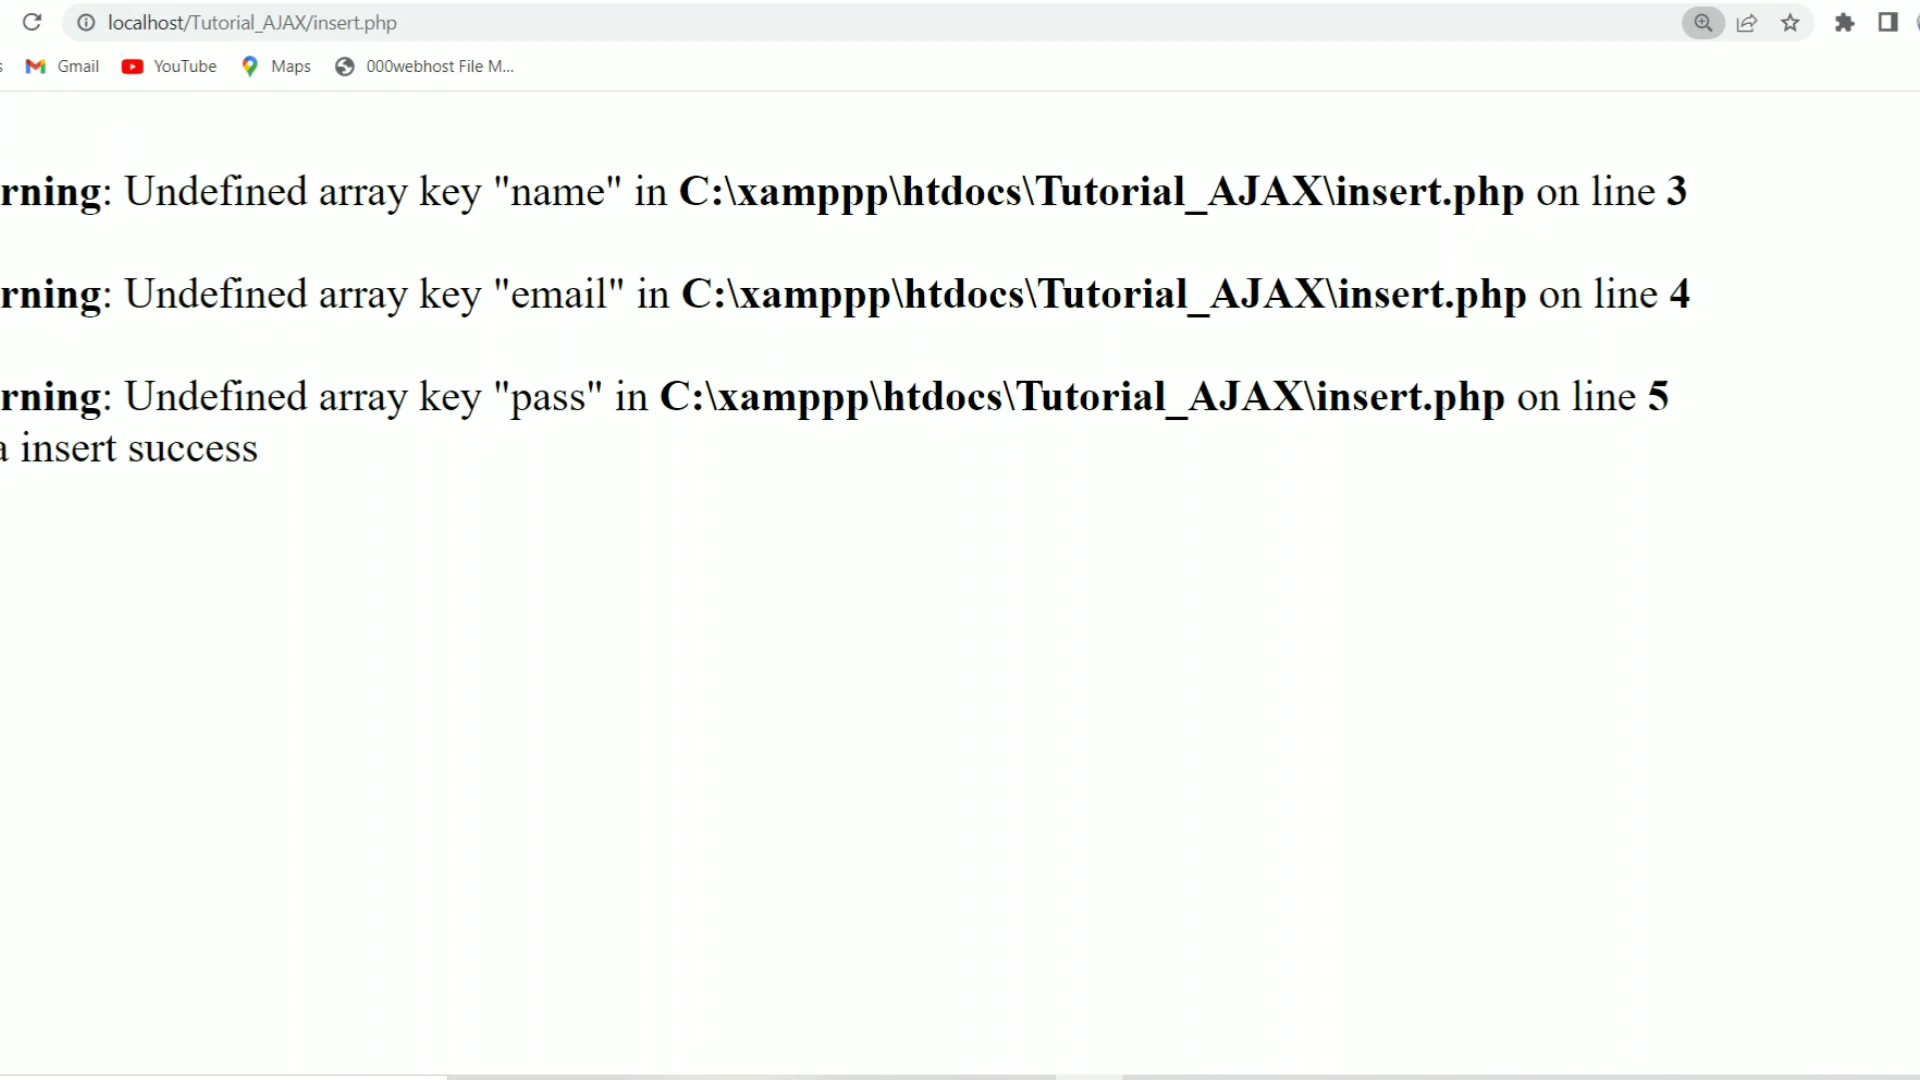 localhost/Tutorial_AJAX/insert.php
s Gmail YouTube Maps 000webhost File M...
rning: Undefined array key "name" in C:\xamppp\htdocs\Tutorial_AJAX\insert.php on line 3
rning: Undefined array key "email" in C:\xamppp\htdocs\Tutorial_AJAX\insert.php on line 4
rning: Undefined array key "pass" in C:\xamppp\htdocs\Tutorial_AJAX\insert.php on line 5
a insert success